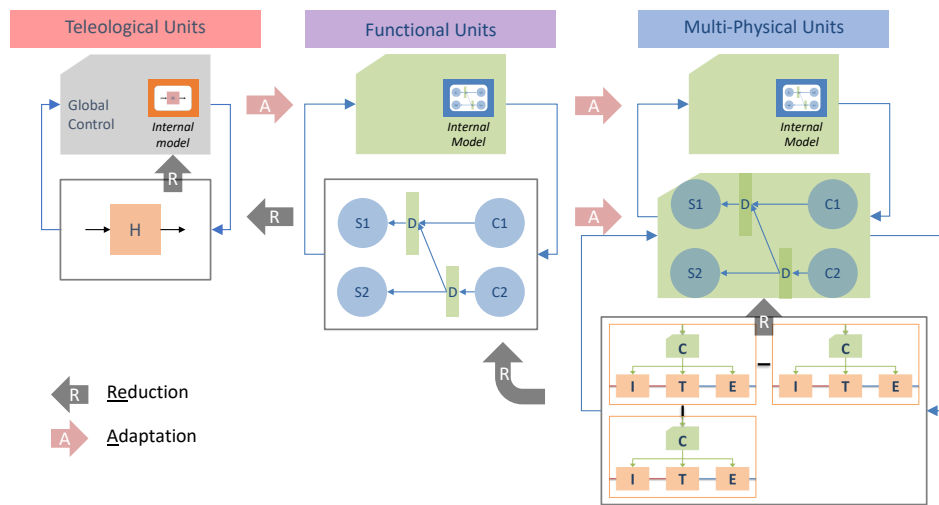 Teleological Units
Functional Units
Multi-Physical Units
Global
Control
Internal
model
A
Internal
Model
A
Internal
Model
R
H
R
S1
D
C1
S2
D
C2
A
S1
D
C1
S2
D
C2
R
R
C
I
T
E
C
I
T
E
C
I
T
E
R
Reduction
A
Adaptation